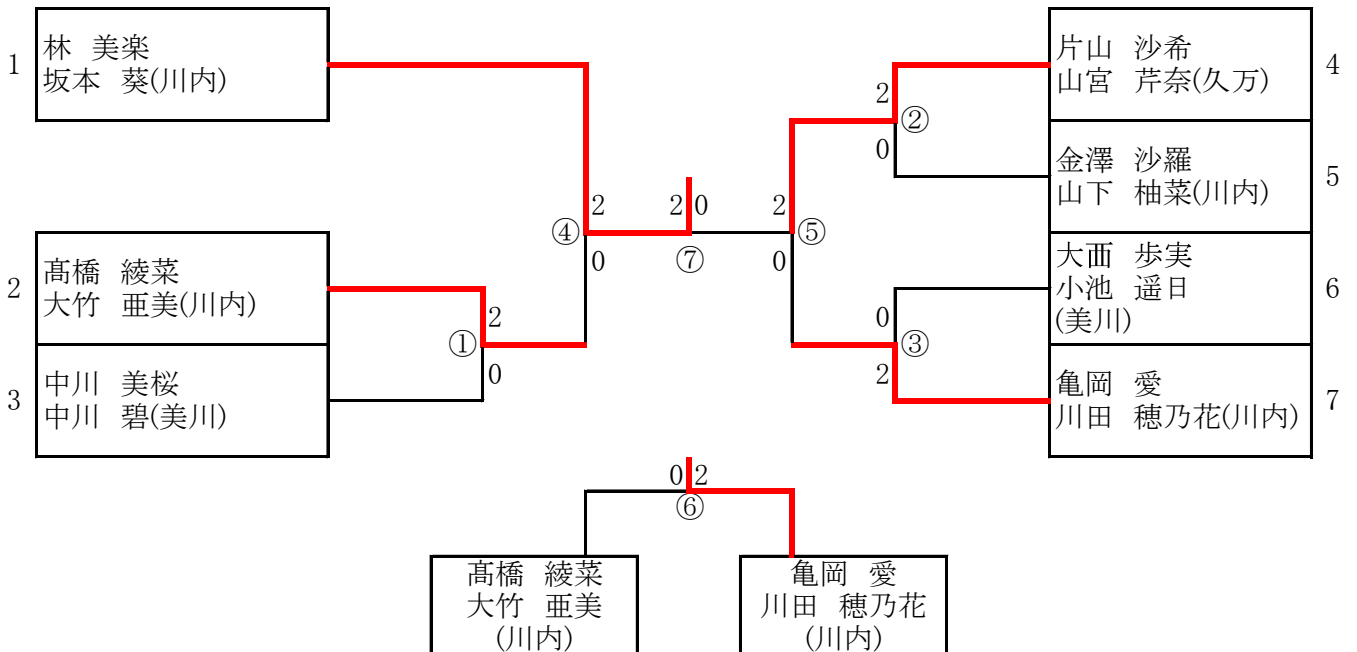 1
林 美楽
坂本 葵(川内)
2
髙橋 綾菜
大竹 亜美(川内)
3
中川 美桜
中川 碧(美川)
2
①
0
2
④
0
2 0
⑦
2
⑤
0
2
②
0
0
③
2
片山 沙希
山宮 芹奈(久万)
4
金澤 沙羅
山下 柚菜(川内)
5
大西 歩実
小池 遥日
(美川)
6
亀岡 愛
川田 穂乃花(川内)
7
0 2
⑥
髙橋 綾菜
大竹 亜美
(川内)
亀岡 愛
川田 穂乃花
(川内)